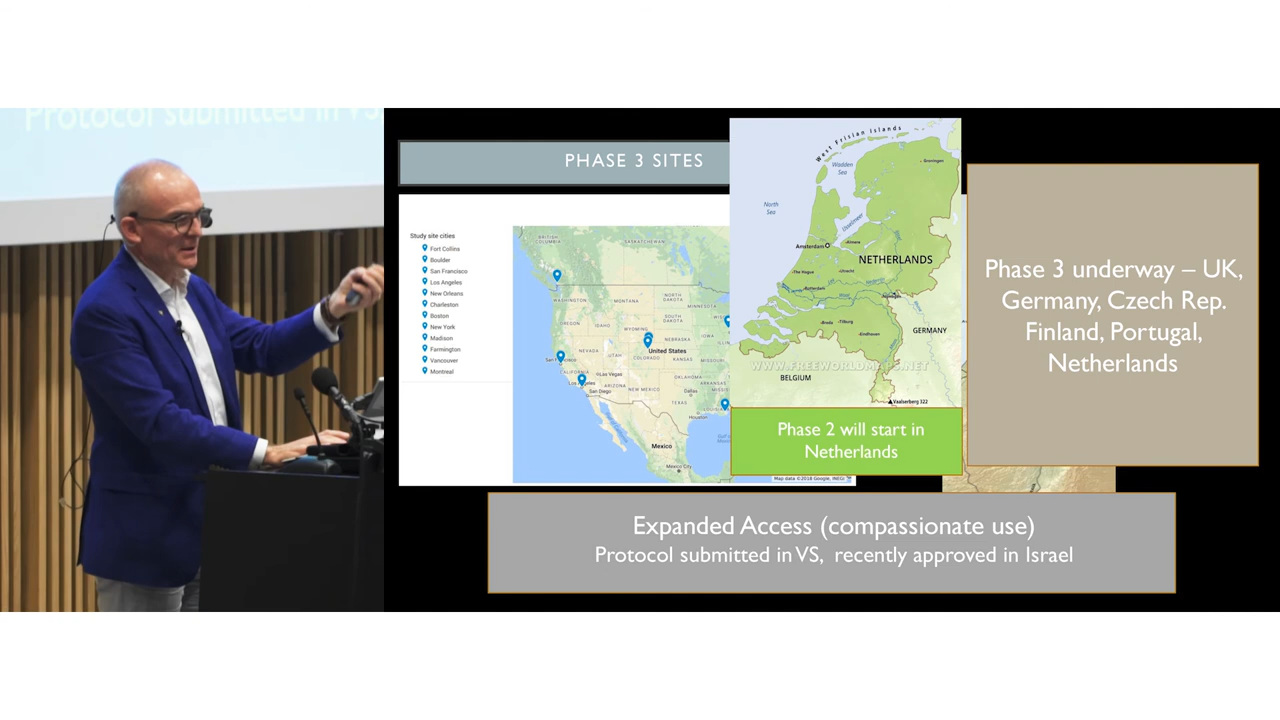 Protocol submitted in VS,
PHASE 3 SITES
Study site cities
Fort Collins
Boulder
San Francisco
Los Angeles
New Orleans
Charleston
Boston
New York
Madison
Farmington
Vancouver
Montreal
BRITISH
COLUMBIA
SASKATCHEWAN
WASHINGTON
MONTANA
NORTH
DAKOTA
MINNESOTA
OREGON
IDAHO
SOUTH
DAKOTA
WYOMING
NEBRASKA
NEVADA
UTAH
United States
COLORADO
KANSAS
MISSOURI
CALIFORNIA
Las Vegas
San Diego
ARIZONA
NEW MEXICO
OKLAHOMA
ARKANSAS
Dallas
TEXAS
Houston
Mexico
Mexico City
Map data ©2018 Google, INEGI
West Frisian Islands
Wadden
Sea
Groningen
North
Sea
IJsselmeer
Amsterdam
Almere
NETHERLANDS
The Hague
Utrecht
Rotterdam
Nijmegen
Breda
Tilburg
Eindhoven
GERMANY
WWW.FREEWORLDMAPS.NET
BELGIUM
Vaalserberg 322
Phase 2 will start in
Netherlands
Phase 3 underway – UK,
Germany, Czech Rep.
Finland, Portugal,
Netherlands
Expanded Access (compassionate use)
Protocol submitted in VS, recently approved in Israel